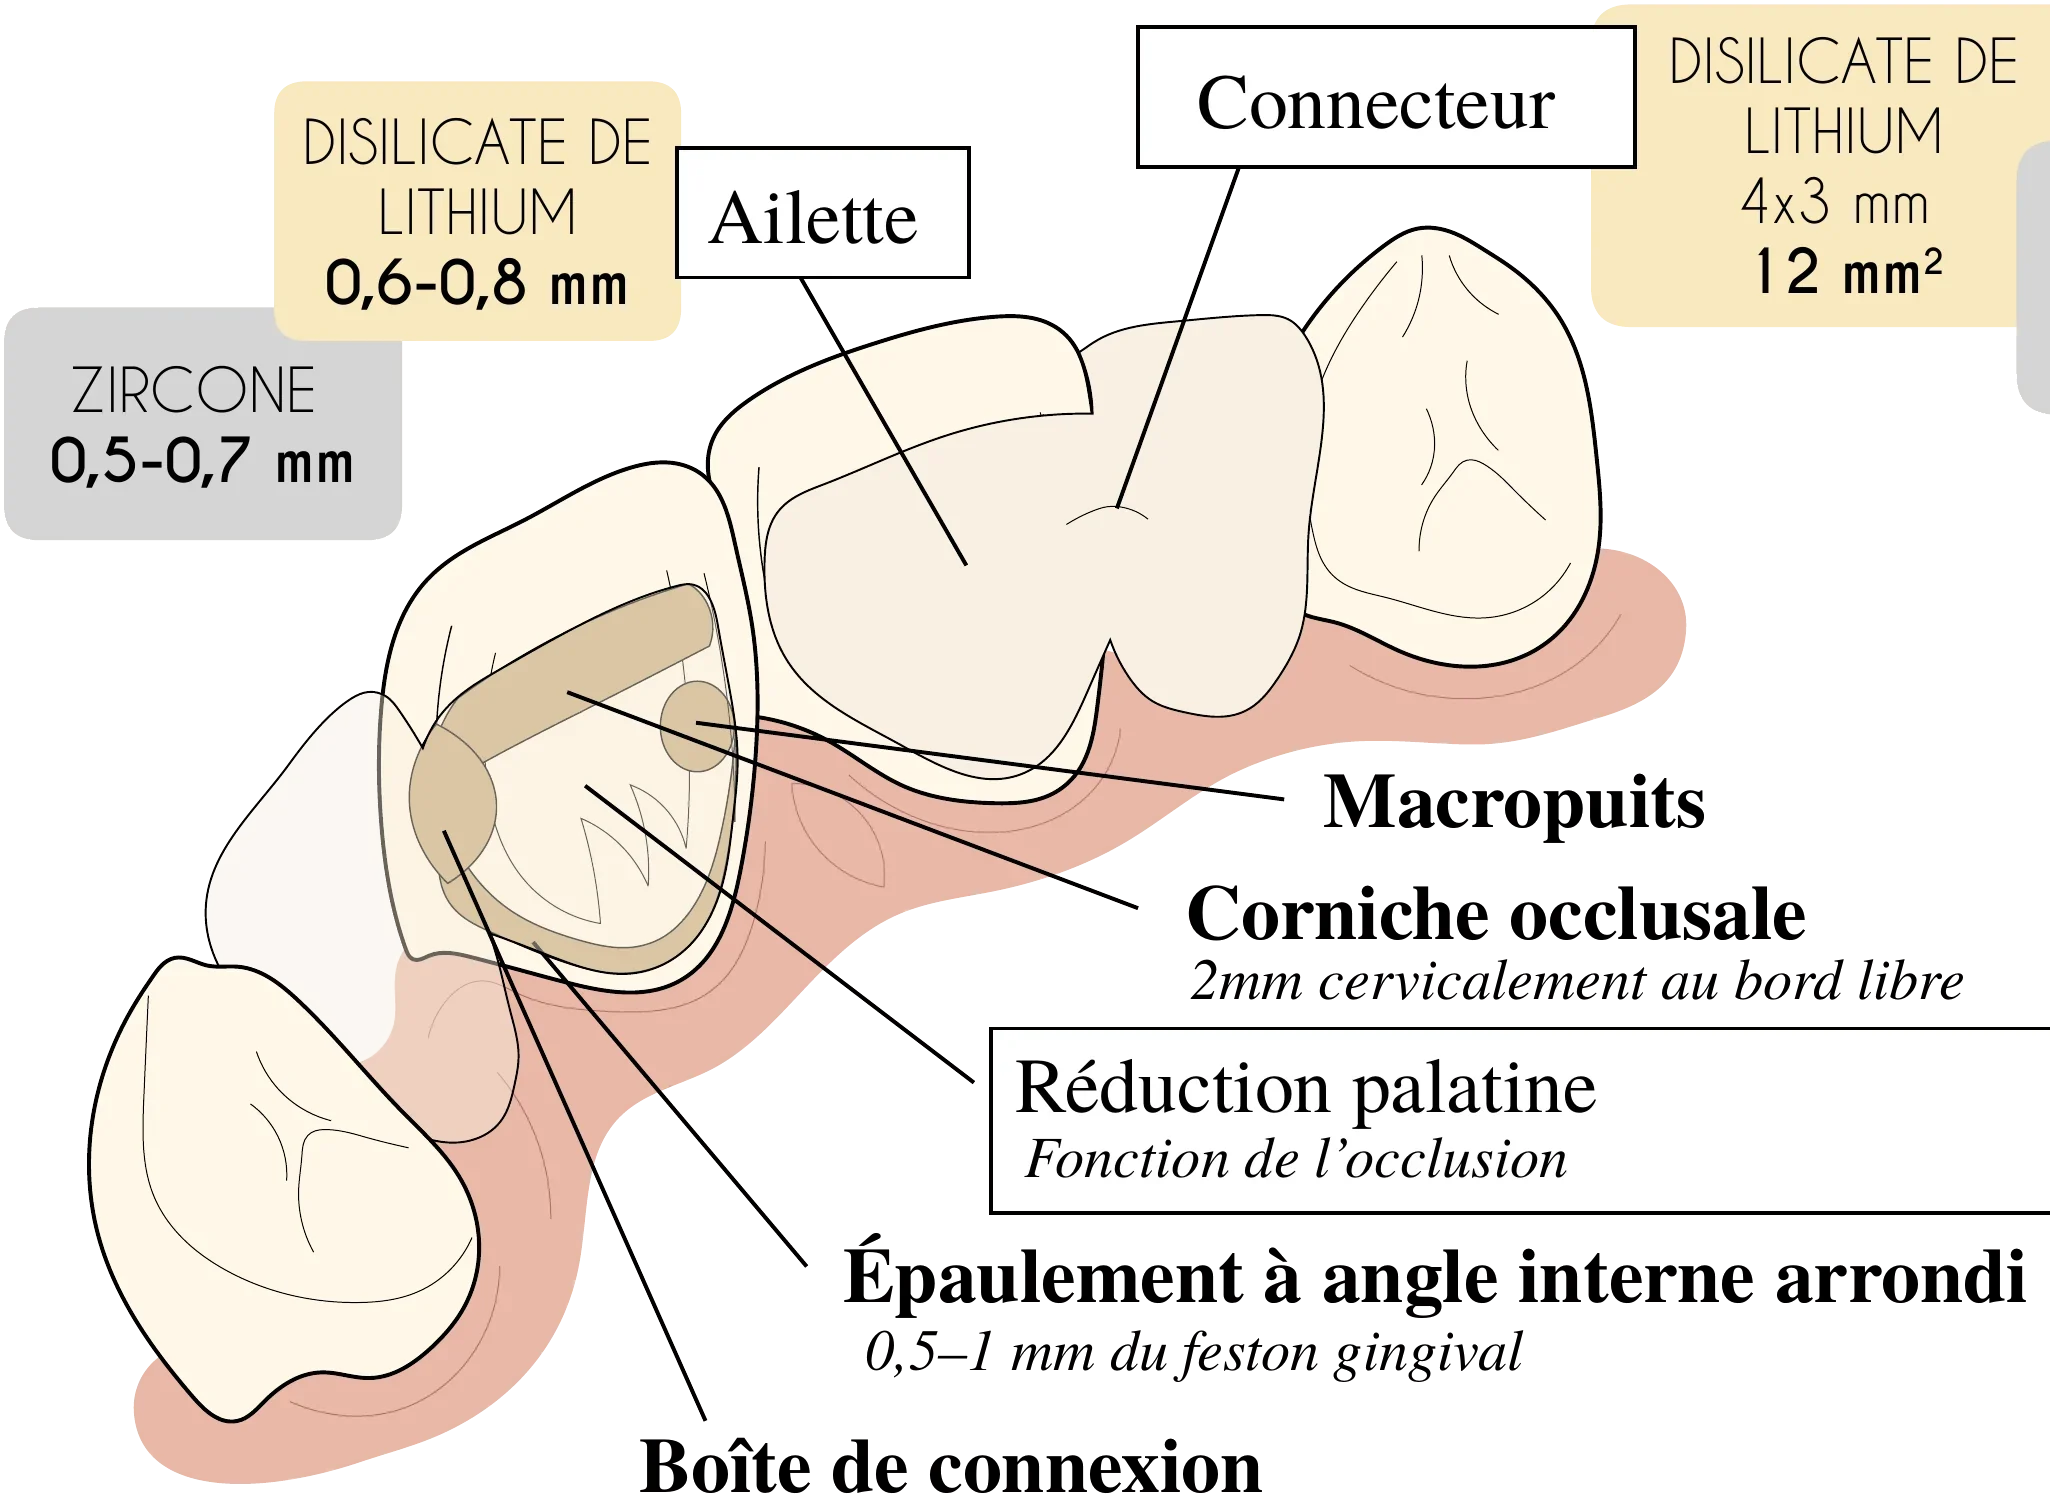 DISILICATE DE
LITHIUM
0,6-0,8 mm
ZIRCONE
0,5-0,7 mm
Ailette
Connecteur
DISILICATE DE
LITHIUM
4x3 mm
12 mm²
Macropuits
Corniche occlusale
2mm cervicalement au bord libre
Réduction palatine
Fonction de l’occlusion
Épaulement à angle interne arrondi
0,5–1 mm du feston gingival
Boîte de connexion